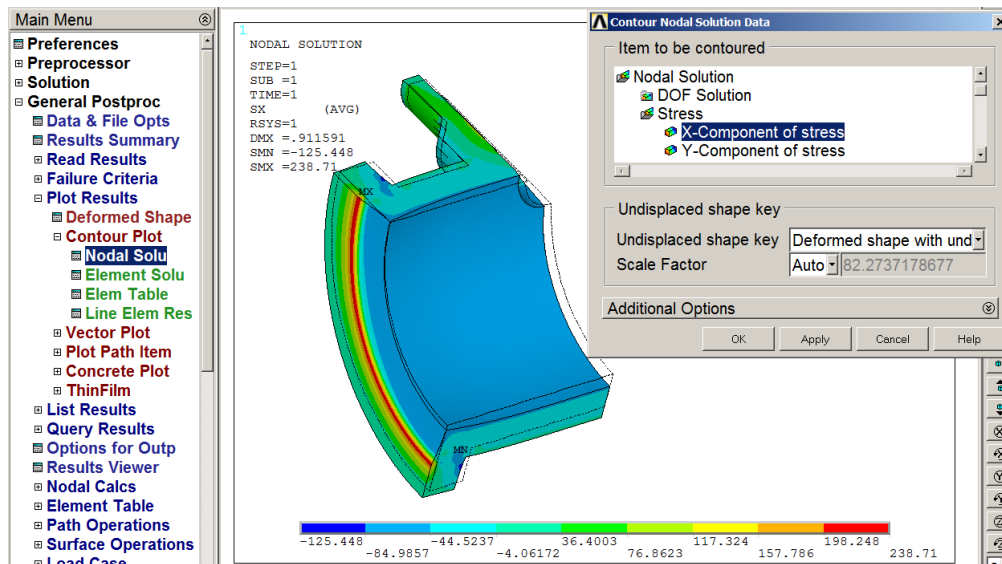 Main Menu
Preferences
Preprocessor
Solution
General Postproc
Data & File Opts
Results Summary
Read Results
Failure Criteria
Plot Results
Deformed Shape
Contour Plot
Nodal Solu
Element Solu
Elem Table
Line Elem Res
Vector Plot
Plot Path Item
Concrete Plot
ThinFilm
List Results
Query Results
Options for Outp
Results Viewer
Nodal Calcs
Element Table
Path Operations
Surface Operations
Load Case
1
NODAL SOLUTION
STEP=1
SUB =1
TIME=1
SX (AVG)
RSYS=1
DMX =.911591
SMN =-125.448
SMX =238.71
MX
MN
-125.448
-84.9857
-44.5237
-4.06172
36.4003
76.8623
117.324
157.786
198.248
238.71
Contour Nodal Solution Data
Item to be contoured
Nodal Solution
DOF Solution
Stress
X-Component of stress
Y-Component of stress
Undisplaced shape key
Undisplaced shape key Deformed shape with und
Scale Factor Auto 82.2737178677
Additional Options
OK Apply Cancel Help